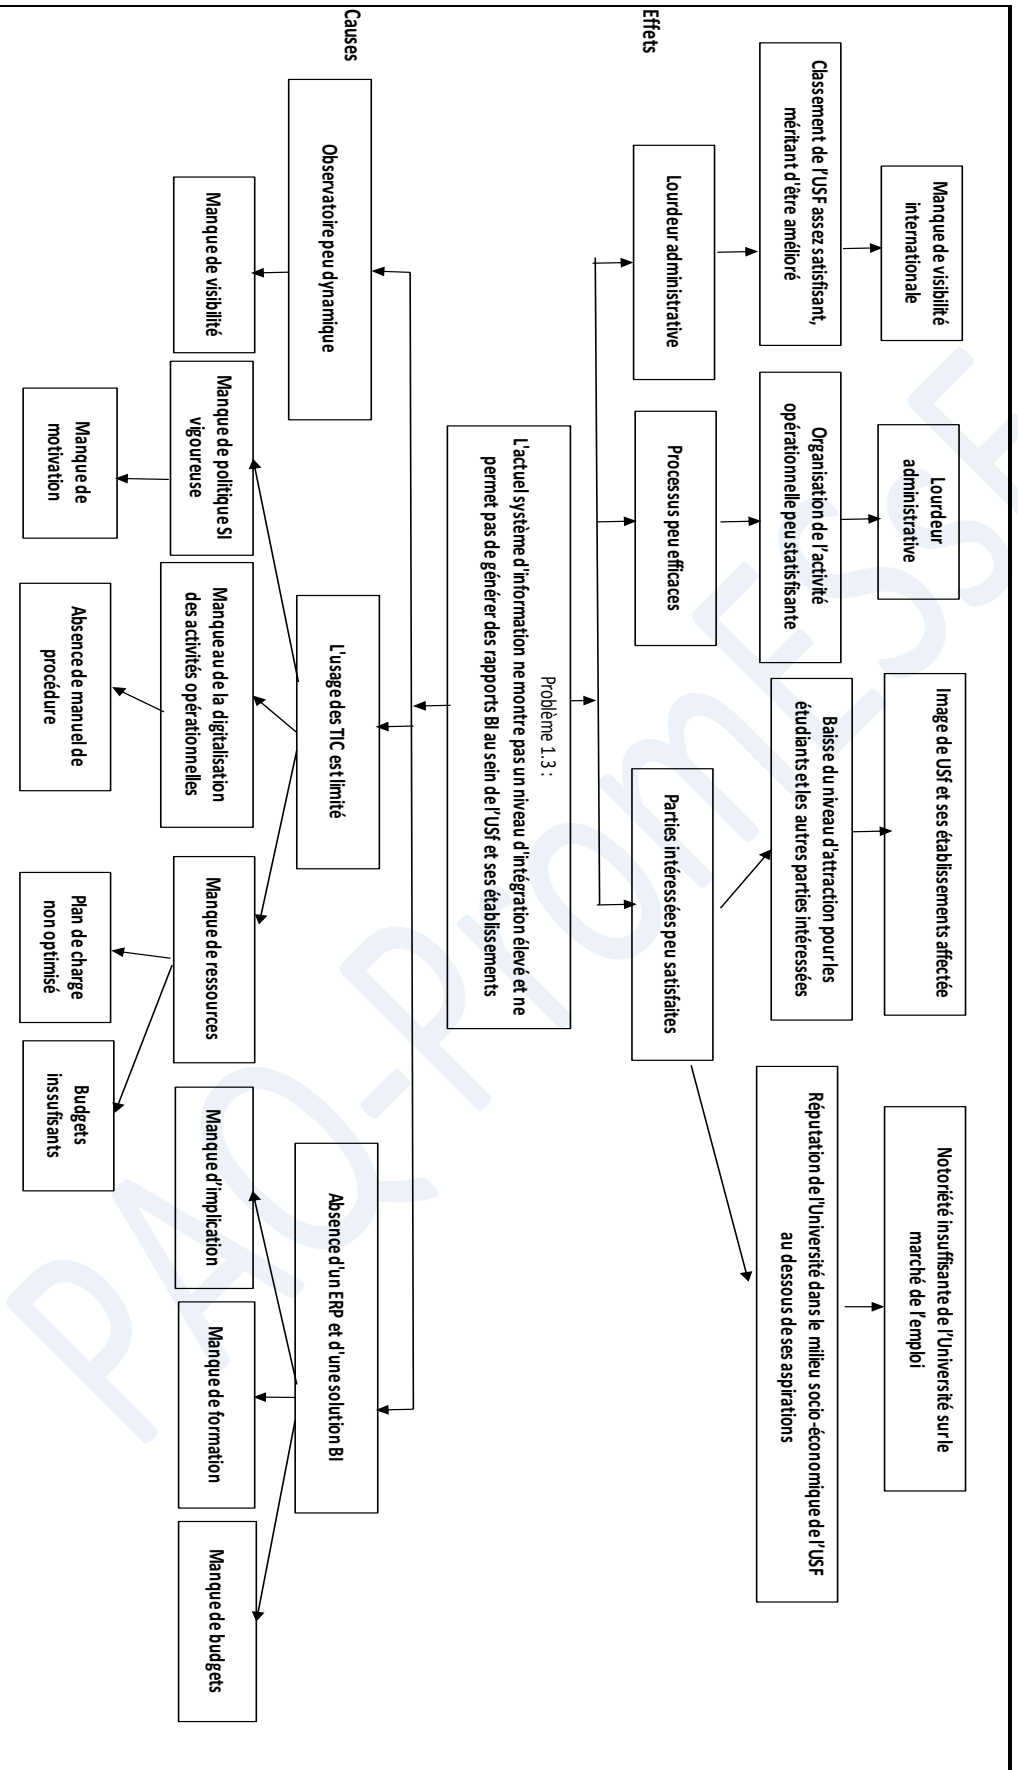 Effets
Manque de visibilité
internationale
Lourdeur
administrative
Image de USf et ses établissements affectée
Notoriété insuffisante de l'Université sur le
marché de l'emploi
Classement de l'USF assez satisfisant,
méritant d'être amélioré
Organisation de l'activité
opérationnelle peu statisfisante
Baisse du niveau d'attraction pour les
étudiants et les autres parties intéressées
Réputation de l'Université dans le milieu socio-économique de l'USF
au dessous de ses aspirations
Lourdeur administrative
Processus peu efficaces
Parties intéressées peu satisfaites
Problème 1.3 :
L'actuel système d'information ne montre pas un niveau d'intégration élevé et ne
permet pas de générer des rapports BI au sein de l'USf et ses établissements
Causes
Observatoire peu dynamique
L'usage des TIC est limité
Absence d'un ERP et d'une solution BI
Manque de visibilité
Manque de politique SI
vigoureuse
Manque au de la digitalisation
des activités opérationnelles
Manque de ressources
Manque d'implication
Manque de formation
Manque de budgets
Manque de
motivation
Absence de manuel de
procédure
Plan de charge
non optimisé
Budgets
inssufisants
PAQ-PromESSE